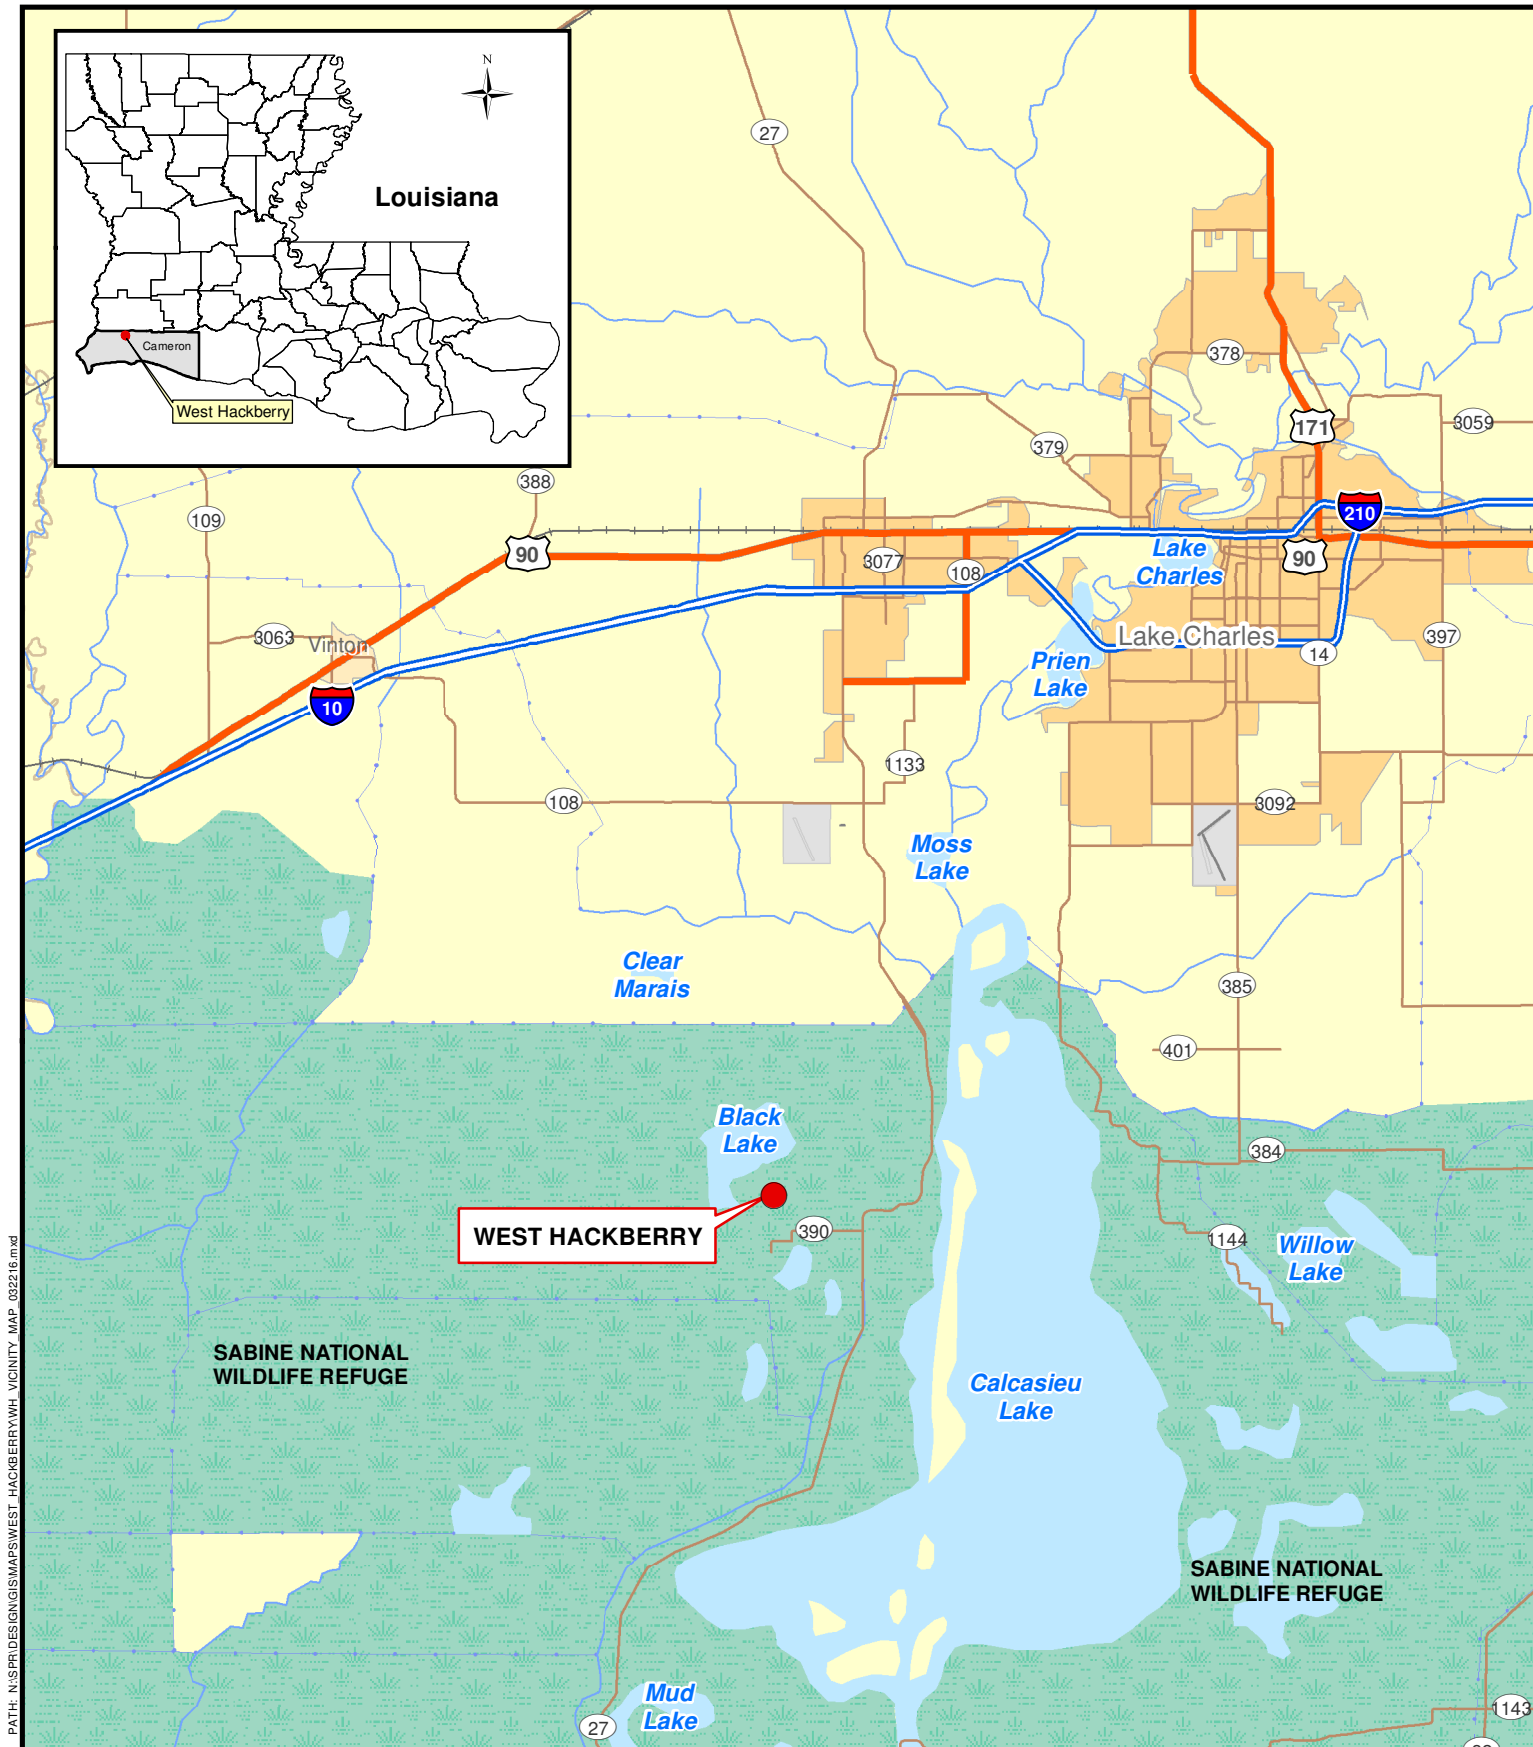 N
Louisiana
Cameron
West Hackberry
27
378
171
3059
379
388
109
210
90
90
3077
108
Lake
Charles
3063
Vinton
Lake Charles
397
14
Prien
Lake
10
1133
108
3092
Moss
Lake
Clear
Marais
385
401
Black
Lake
384
WEST HACKBERRY
390
1144
Willow
Lake
SABINE NATIONAL
WILDLIFE REFUGE
Calcasieu
Lake
SABINE NATIONAL
WILDLIFE REFUGE
Mud
Lake
27
1143
PATH: N:\SPR\DESIGN\GIS\MAPS\WEST_HACKBERRY\WH_VICINITY_MAP_032216.mxd